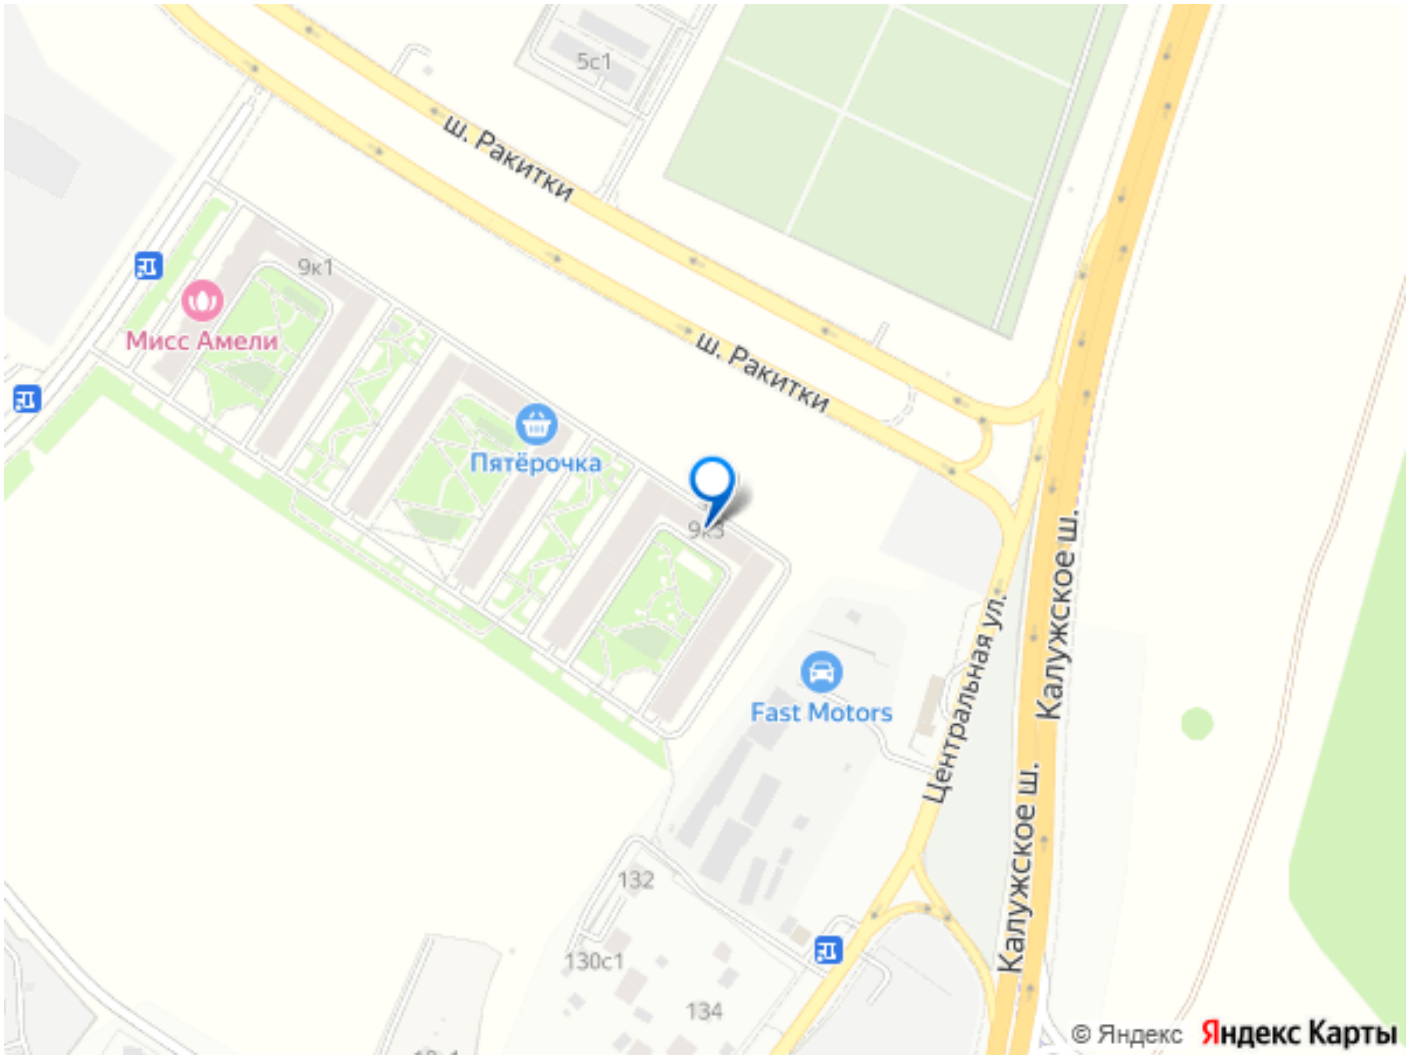 5с1
ш. Ракитки
9к1
Мисс Амели
ш. Ракитки
Пятёрочка
9к3
Калужское ш.
Центральная ул.
Fast Motors
Калужское ш.
132
130с1
134
© Яндекс Яндекс Карты